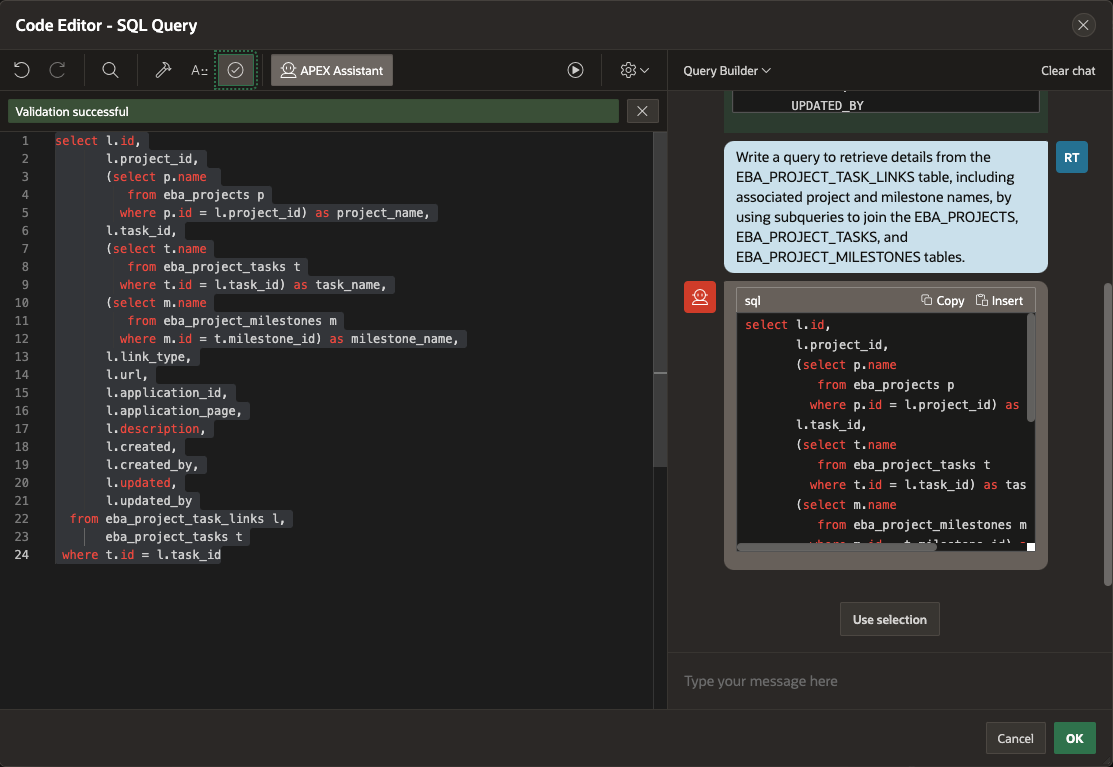 Code Editor - SQL Query
APEX Assistant
Query Builder
Clear chat
Validation successful
1 select l.id,
2 l.project_id,
3 (select p.name
4 from eba_projects p
5 where p.id = l.project_id) as project_name,
6 l.task_id,
7 (select t.name
8 from eba_project_tasks t
9 where t.id = l.task_id) as task_name,
10 (select m.name
11 from eba_project_milestones m
12 where m.id = t.milestone_id) as milestone_name,
13 l.link_type,
14 l.url,
15 l.application_id,
16 l.application_page,
17 l.description,
18 l.created,
19 l.created_by,
20 l.updated,
21 l.updated_by
22 from eba_project_task_links l,
23 eba_project_tasks t
24 where t.id = l.task_id
UPDATED_BY
Write a query to retrieve details from the
EBA_PROJECT_TASK_LINKS table, including
associated project and milestone names, by
using subqueries to join the EBA_PROJECTS,
EBA_PROJECT_TASKS, and
EBA_PROJECT_MILESTONES tables.
RT
sql
Copy
Insert
select l.id,
l.project_id,
(select p.name
from eba_projects p
where p.id = l.project_id) as
l.task_id,
(select t.name
from eba_project_tasks t
where t.id = l.task_id) as tas
(select m.name
from eba_project_milestones m
Use selection
Type your message here
Cancel
OK